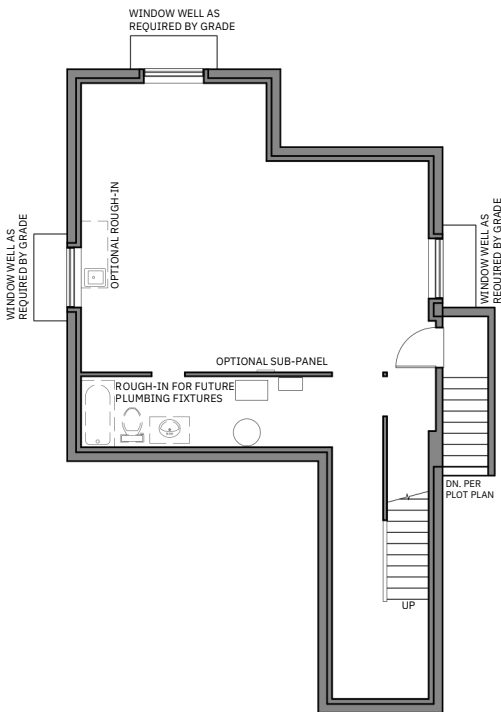 WINDOW WELL AS
REQUIRED BY GRADE
OPTIONAL ROUGH-IN
WINDOW WELL AS
REQUIRED BY GRADE
WINDOW WELL AS
REQUIRED BY GRADE
OPTIONAL SUB-PANEL
ROUGH-IN FOR FUTURE
PLUMBING FIXTURES
DN. PER
PLOT PLAN
UP